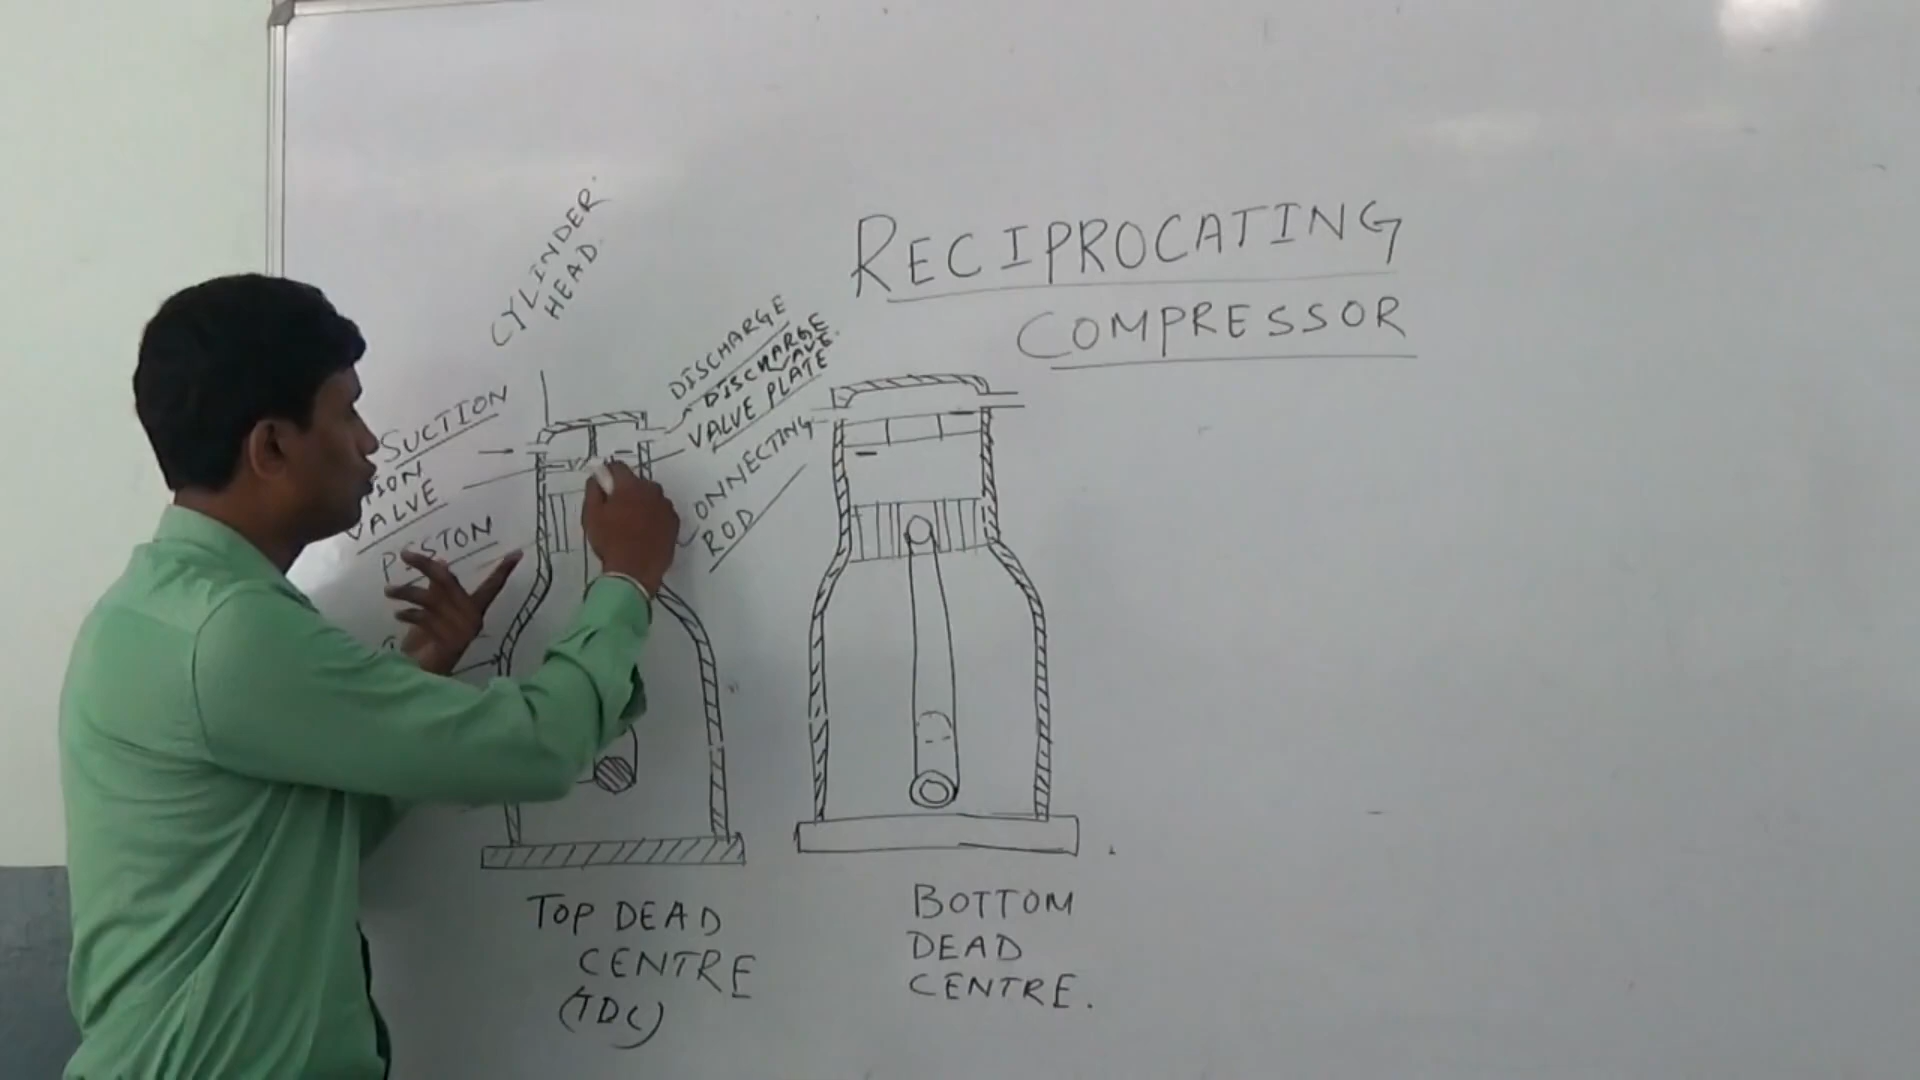 RECIPROCATING
COMPRESSOR
CYLINDER
HEAD.
DISCHARGE
DISCHARGE
VALVE.
VALVE PLATE
SUCTION
VALVE
PISTON
CONNECTING
ROD
TOP DEAD
CENTRE
(TDC)
BOTTOM
DEAD
CENTRE.